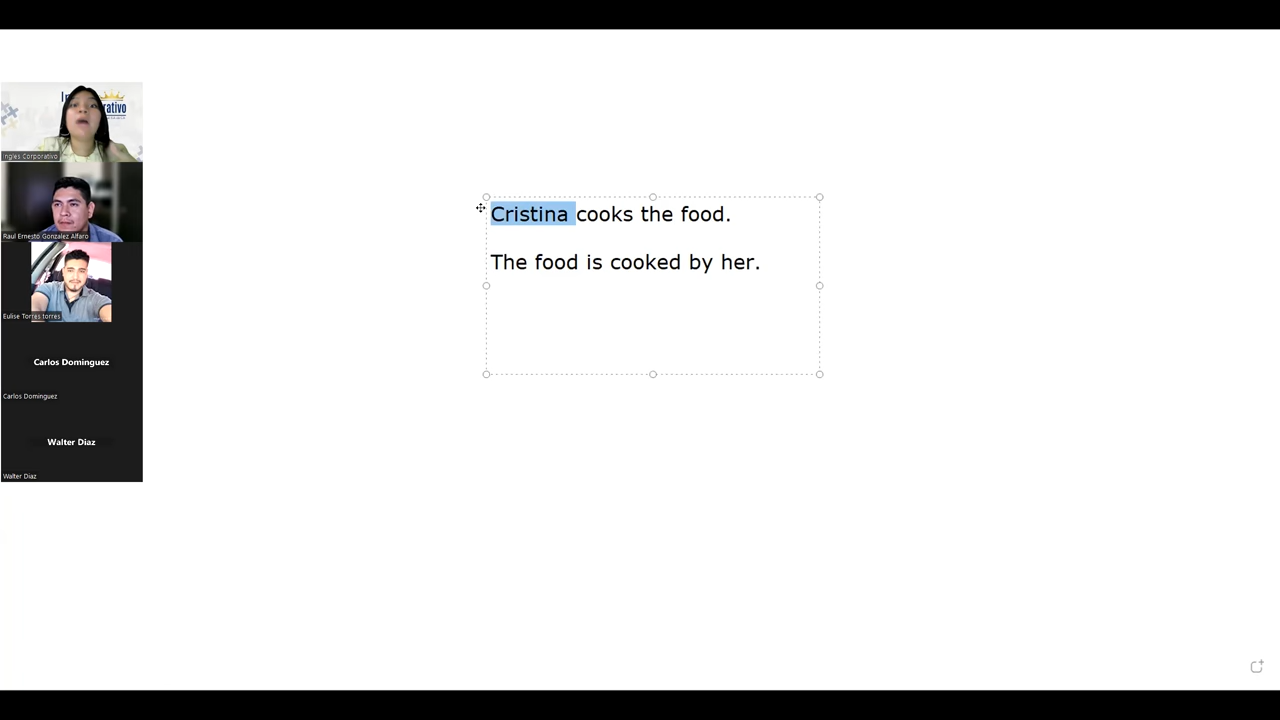 Ingles Corporativo
Raul Ernesto Gonzalez Alfaro
Eulise Torres torres
Carlos Dominguez
Carlos Dominguez
Walter Diaz
Walter Diaz
Cristina cooks the food.
The food is cooked by her.